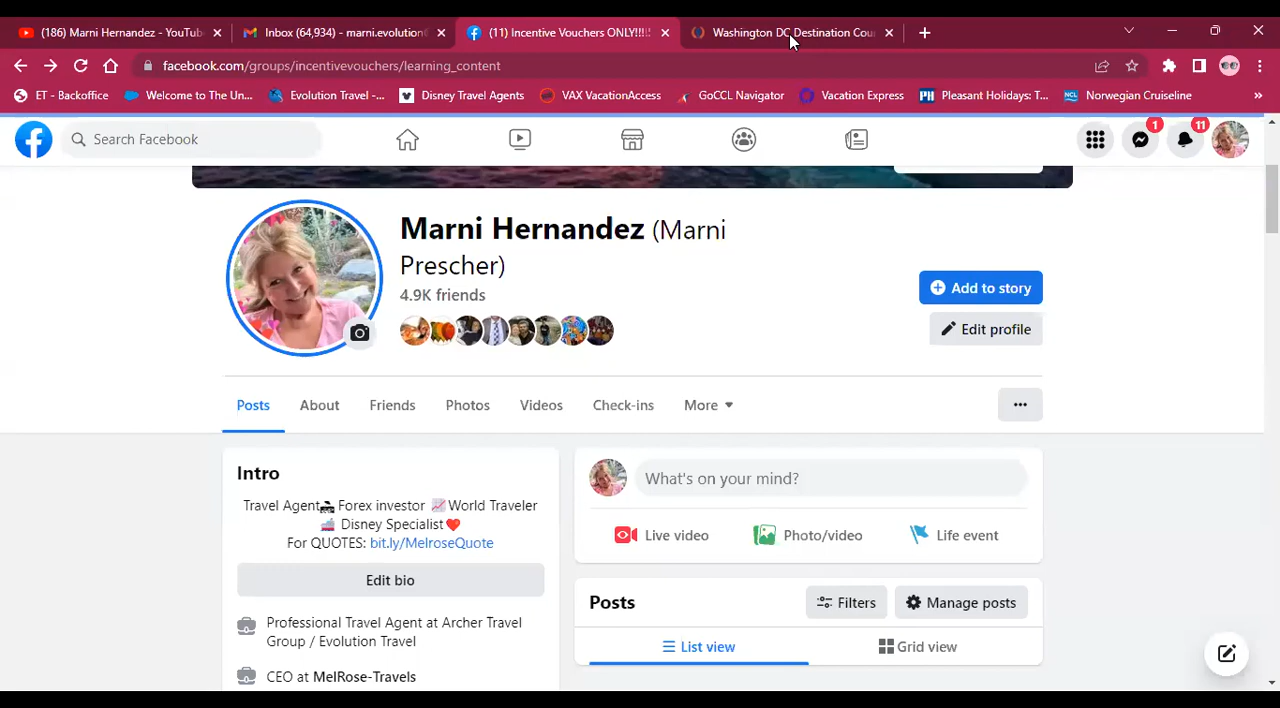 (186) Marni Hernandez - YouTub
Inbox (64,934) - marni.evolution
(11) Incentive Vouchers ONLY!!!!
Washington DC Destination Cour
facebook.com/groups/incentivevouchers/learning_content
ET - Backoffice
Welcome to The Un...
Evolution Travel -...
Disney Travel Agents
VAX VacationAccess
GoCCL Navigator
Vacation Express
Pleasant Holidays: T...
Norwegian Cruiseline
»
Search Facebook
1
11
Marni Hernandez (Marni
Prescher)
4.9K friends
Add to story
Edit profile
Posts
About
Friends
Photos
Videos
Check-ins
More
Intro
Travel Agent Forex investor World Traveler
Disney Specialist
For QUOTES: bit.ly/MelroseQuote
Edit bio
Professional Travel Agent at Archer Travel
Group / Evolution Travel
CEO at MelRose-Travels
What's on your mind?
Live video
Photo/video
Life event
Posts
Filters
Manage posts
List view
Grid view